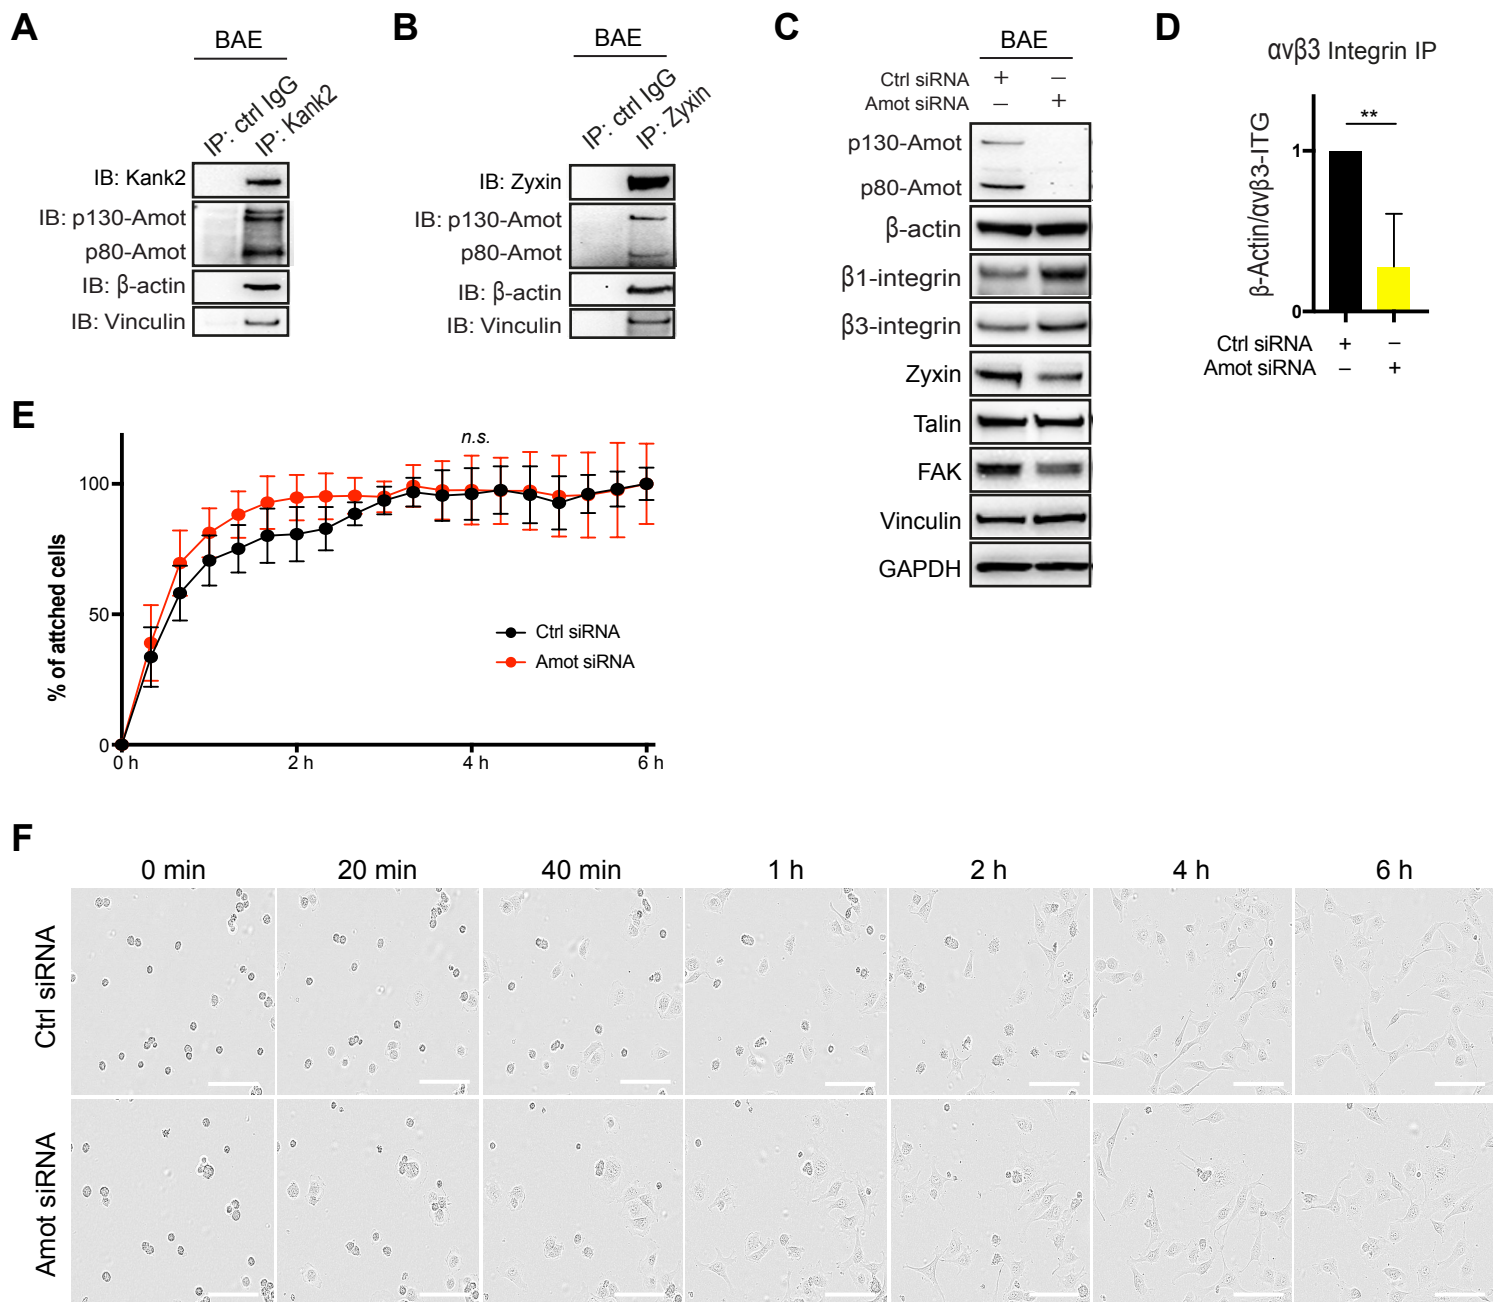 A
BAE
IP: ctrl IgG
IP: Kank2
IB: Kank2
IB: p130-Amot
p80-Amot
IB: β-actin
IB: Vinculin
B
BAE
IP: ctrl IgG
IP: Zyxin
IB: Zyxin
IB: p130-Amot
p80-Amot
IB: β-actin
IB: Vinculin
C
BAE
Ctrl siRNA + –
Amot siRNA – +
p130-Amot
p80-Amot
β-actin
β1-integrin
β3-integrin
Zyxin
Talin
FAK
Vinculin
GAPDH
D
αvβ3 Integrin IP
β-Actin/αvβ3-ITG
**
1
0
Ctrl siRNA + –
Amot siRNA – +
E
% of attched cells
n.s.
100
50
0
Ctrl siRNA
Amot siRNA
0 h 2 h 4 h 6 h
F
0 min 20 min 40 min 1 h 2 h 4 h 6 h
Ctrl siRNA
Amot siRNA